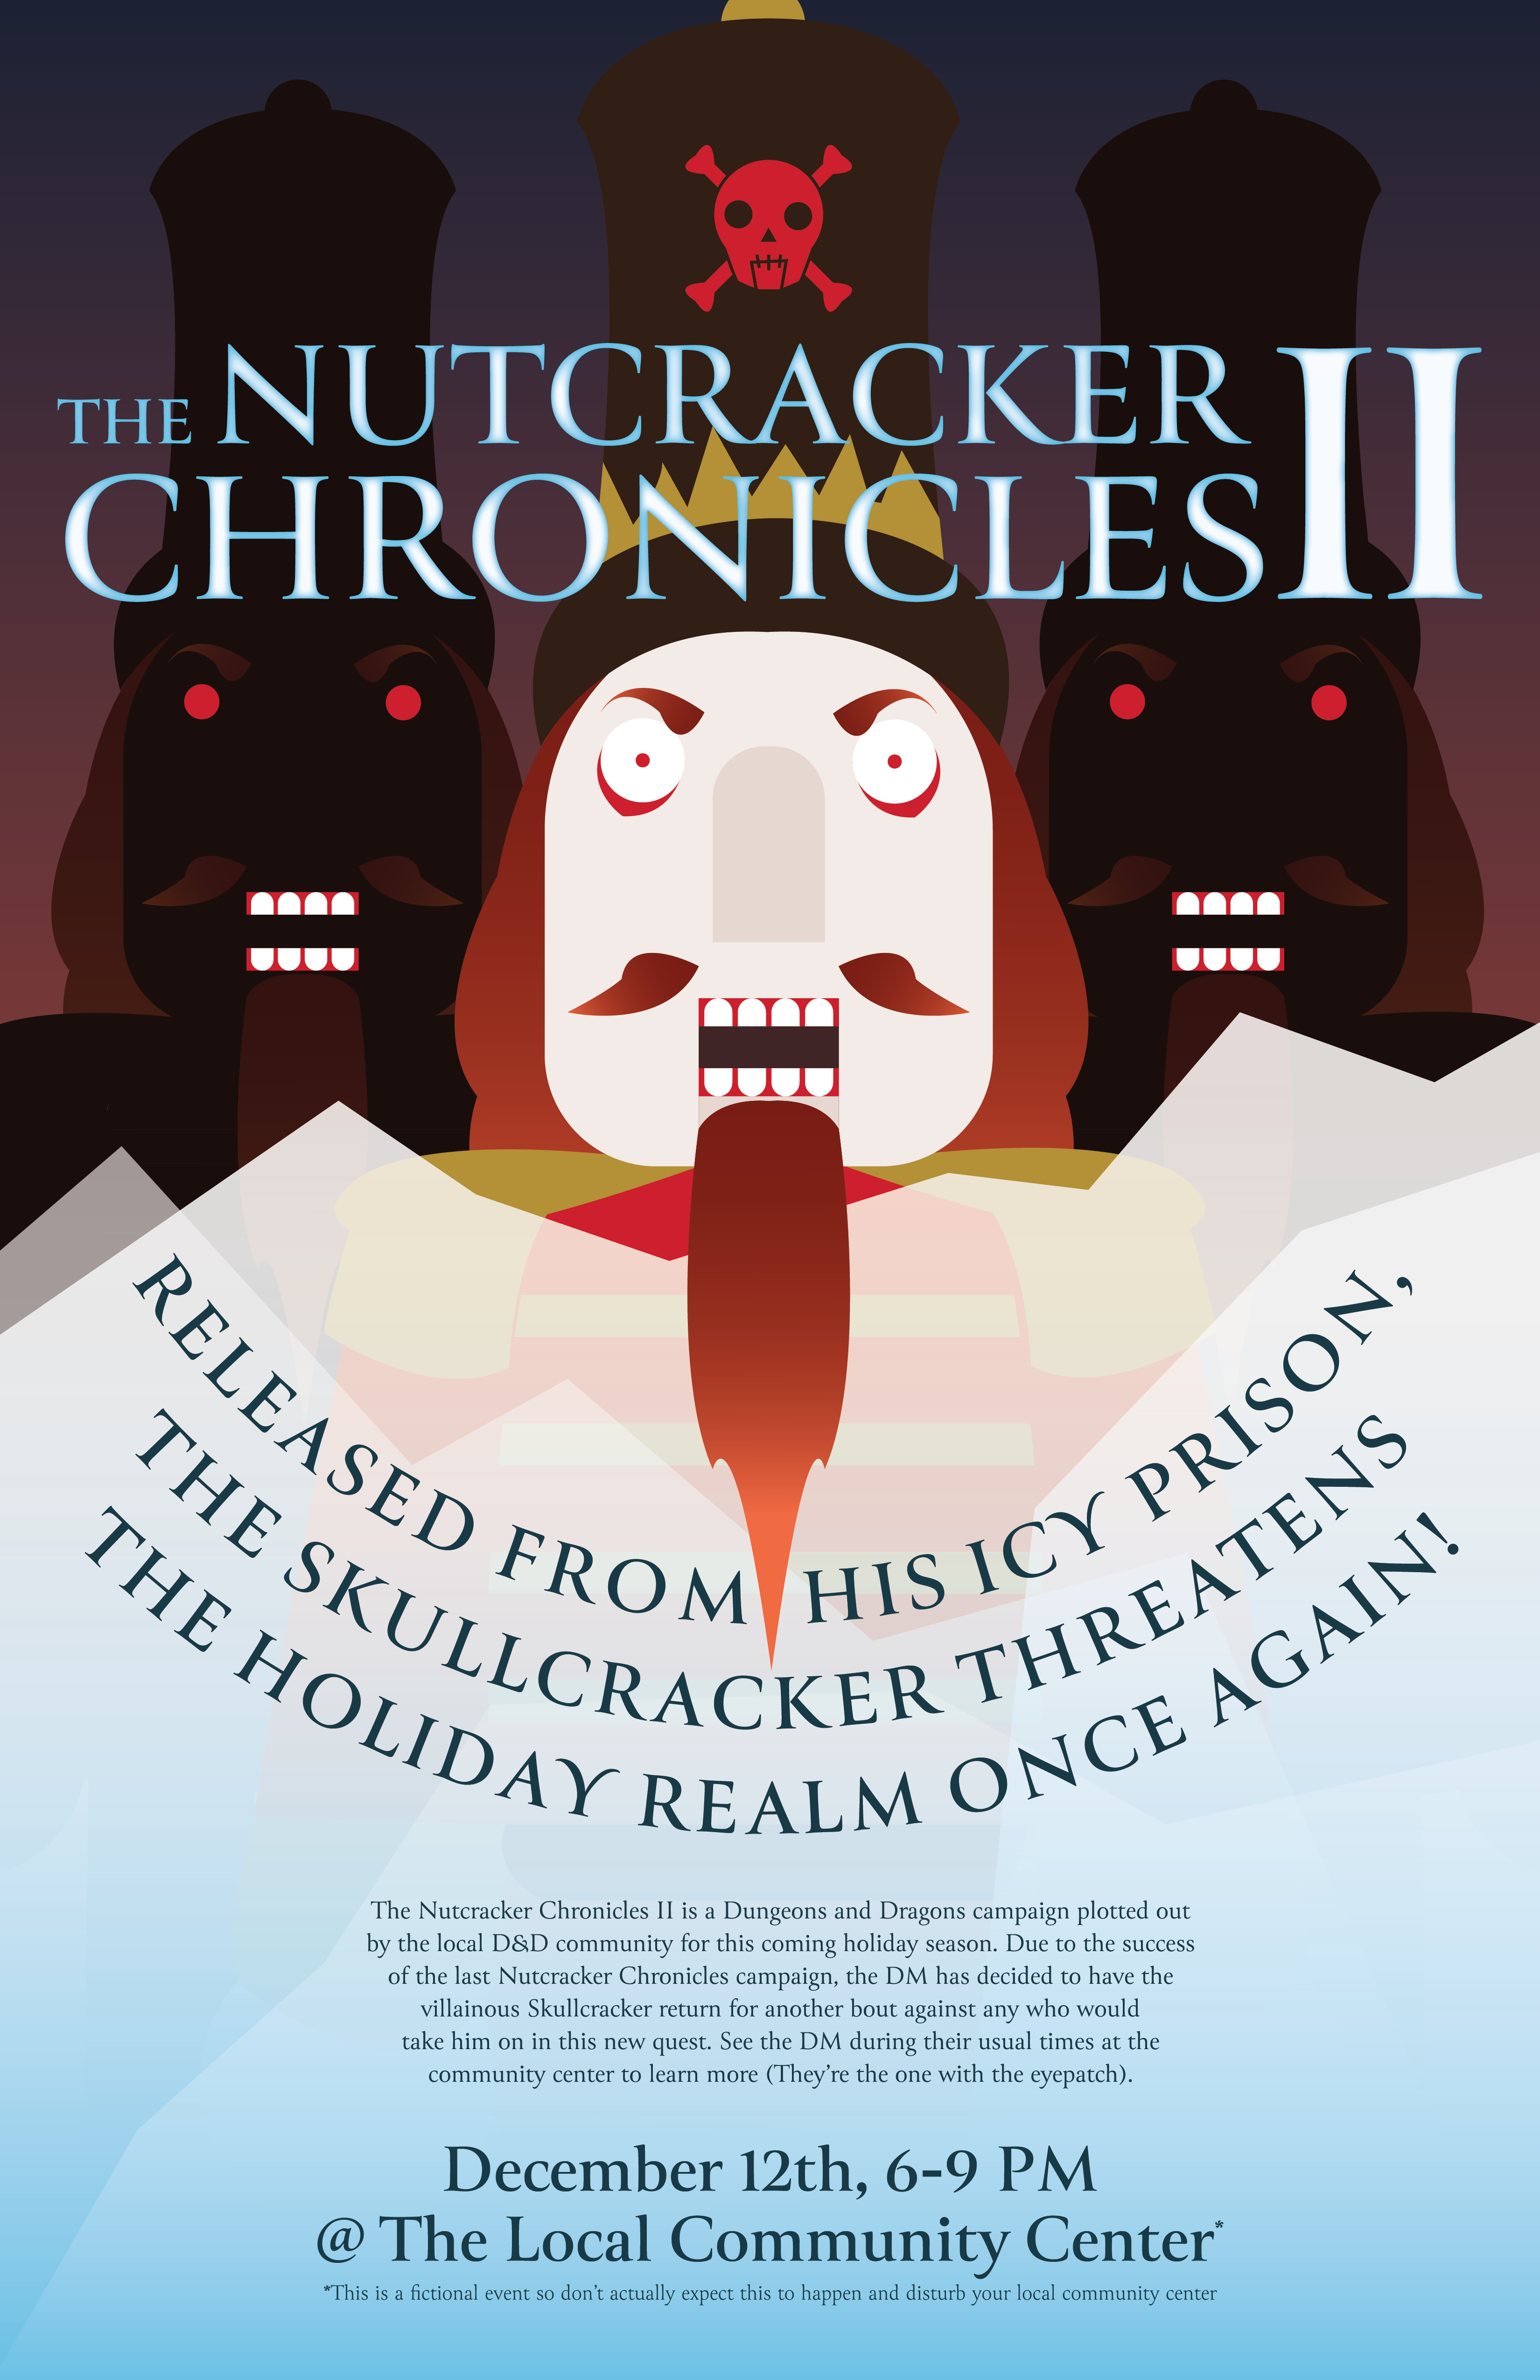 THE NUTCRACKER
CHRONICLES II
RELEASED FROM HIS ICY PRISON,
THE SKULLCRACKER THREATENS
THE HOLIDAY REALM ONCE AGAIN!
The Nutcracker Chronicles II is a Dungeons and Dragons campaign plotted out
by the local D&D community for this coming holiday season. Due to the success
of the last Nutcracker Chronicles campaign, the DM has decided to have the
villainous Skullcracker return for another bout against any who would
take him on in this new quest. See the DM during their usual times at the
community center to learn more (They're the one with the eyepatch).
December 12th, 6-9 PM
@ The Local Community Center*
*This is a fictional event so don't actually expect this to happen and disturb your local community center